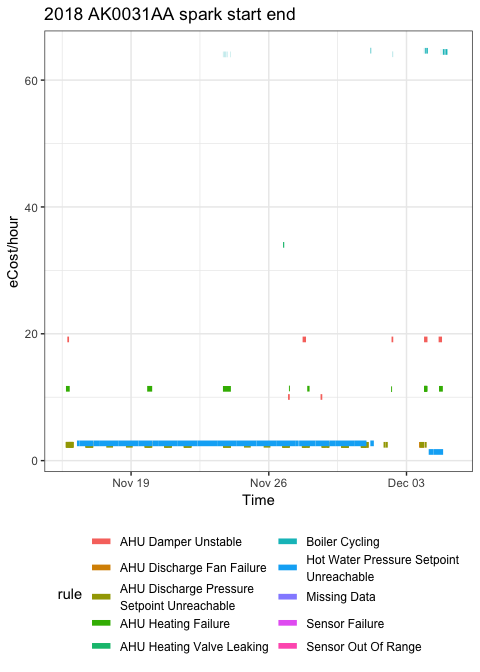 2018 AK0031AA spark start end
60
40
20
0
eCost/hour
Nov 19
Nov 26
Dec 03
Time
rule
AHU Damper Unstable
AHU Discharge Fan Failure
AHU Discharge Pressure
Setpoint Unreachable
AHU Heating Failure
AHU Heating Valve Leaking
Boiler Cycling
Hot Water Pressure Setpoint
Unreachable
Missing Data
Sensor Failure
Sensor Out Of Range